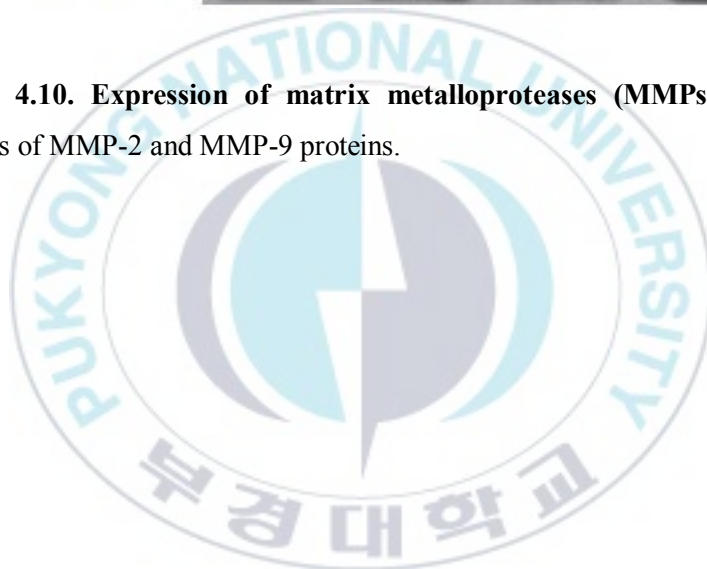 4.10. Expression of matrix metalloproteases (MMPs
s of MMP-2 and MMP-9 proteins.
PUKYONG NATIONAL UNIVERSITY
부경대학교